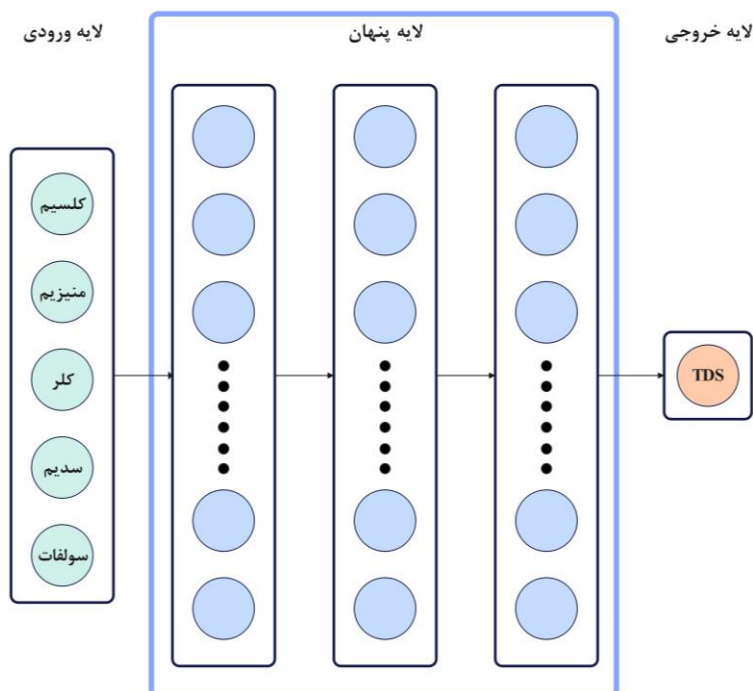 لایه ورودی
لایه پنهان
لایه خروجی
کلسیم
منیزیم
کلر
سدیم
سولفات
TDS